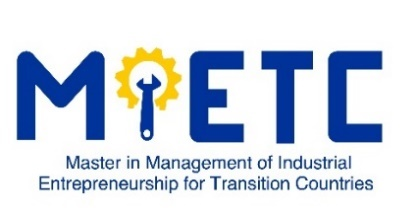 MIETC
Master in Management of Industrial
Entrepreneurship for Transition Countries